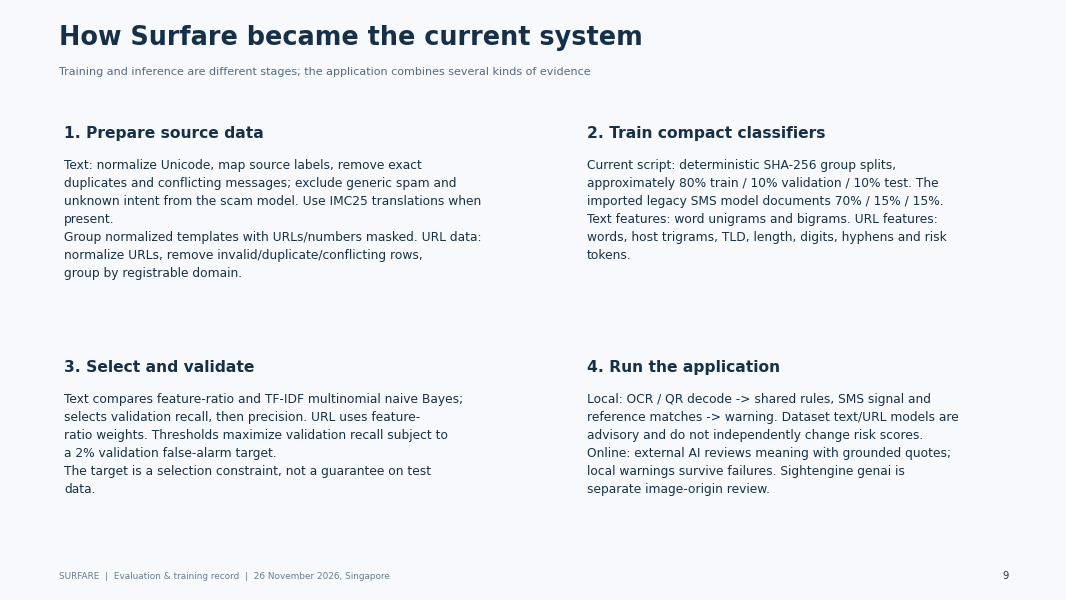 How Surfare became the current system
Training and inference are different stages; the application combines several kinds of evidence
1. Prepare source data
Text: normalize Unicode, map source labels, remove exact
duplicates and conflicting messages; exclude generic spam and
unknown intent from the scam model. Use IMC25 translations when
present.
Group normalized templates with URLs/numbers masked. URL data:
normalize URLs, remove invalid/duplicate/conflicting rows,
group by registrable domain.
2. Train compact classifiers
Current script: deterministic SHA-256 group splits,
approximately 80% train / 10% validation / 10% test. The
imported legacy SMS model documents 70% / 15% / 15%.
Text features: word unigrams and bigrams. URL features:
words, host trigrams, TLD, length, digits, hyphens and risk
tokens.
3. Select and validate
Text compares feature-ratio and TF-IDF multinomial naive Bayes;
selects validation recall, then precision. URL uses feature-
ratio weights. Thresholds maximize validation recall subject to
a 2% validation false-alarm target.
The target is a selection constraint, not a guarantee on test
data.
4. Run the application
Local: OCR / QR decode -> shared rules, SMS signal and
reference matches -> warning. Dataset text/URL models are
advisory and do not independently change risk scores.
Online: external AI reviews meaning with grounded quotes;
local warnings survive failures. Sightengine genai is
separate image-origin review.
SURFARE | Evaluation & training record | 26 November 2026, Singapore
9